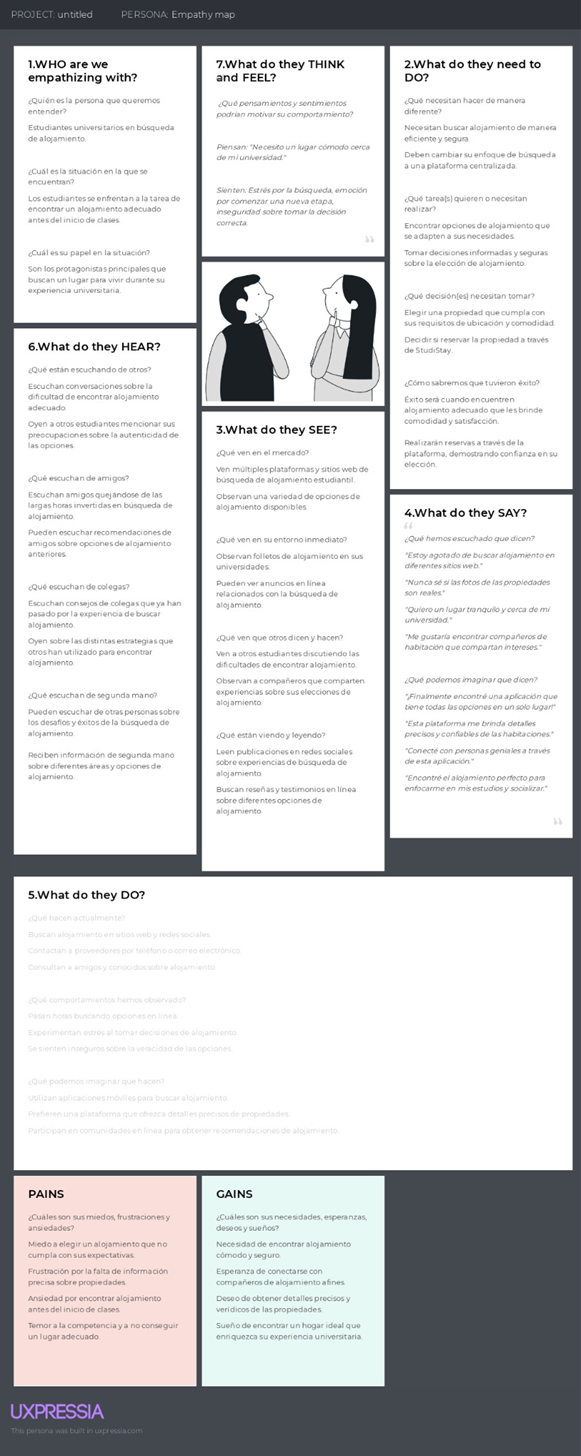 PROJECT: untitled PERSONA: Empathy map
1.WHO are we
empathizing with?
¿Quién es la persona que queremos
entender?
Estudiantes universitarios en búsqueda
de alojamiento.
¿Cuál es la situación en la que se
encuentran?
Los estudiantes se enfrentan a la tarea de
encontrar un alojamiento adecuado
antes del inicio de clases.
¿Cuál es su papel en la situación?
Son los protagonistas principales que
buscan un lugar para vivir durante su
experiencia universitaria.
7.What do they THINK
and FEEL?
¿Qué pensamientos y sentimientos
podrían motivar su comportamiento?
Piensan: "Necesito un lugar cómodo cerca
de mi universidad."
Sienten: Estrés por la búsqueda, emoción
por comenzar una nueva etapa,
inseguridad sobre tomar la decisión
correcta.
2.What do they need to
DO?
¿Qué necesitan hacer de manera
diferente?
Necesitan buscar alojamiento de manera
eficiente y segura.
Deben cambiar su enfoque de búsqueda
a una plataforma centralizada.
¿Qué tarea(s) quieren o necesitan
realizar?
Encontrar opciones de alojamiento que
se adapten a sus necesidades.
Tomar decisiones informadas y seguras
sobre la elección de alojamiento.
¿Qué decisión(es) necesitan tomar?
Elegir una propiedad que cumpla con
sus requisitos de ubicación y comodidad.
Decidir si reservar la propiedad a través
de StudiStay.
¿Cómo sabremos que tuvieron éxito?
Éxito será cuando encuentren
alojamiento adecuado que les brinde
comodidad y satisfacción.
Realizarán reservas a través de la
plataforma, demostrando confianza en su
elección.
6.What do they HEAR?
¿Qué están escuchando de otros?
Escuchan conversaciones sobre la
dificultad de encontrar alojamiento
adecuado.
Oyen a otros estudiantes mencionar sus
preocupaciones sobre la autenticidad de
las opciones.
¿Qué escuchan de amigos?
Escuchan amigos quejándose de las
largas horas invertidas en búsqueda de
alojamiento.
Pueden escuchar recomendaciones de
amigos sobre opciones de alojamiento
anteriores.
¿Qué escuchan de colegas?
Escuchan consejos de colegas que ya han
pasado por la experiencia de buscar
alojamiento.
Oyen sobre las distintas estrategias que
otros han utilizado para encontrar
alojamiento.
¿Qué escuchan de segunda mano?
Pueden escuchar de otras personas sobre
los desafíos y éxitos de la búsqueda de
alojamiento.
Reciben información de segunda mano
sobre diferentes áreas y opciones de
alojamiento.
3.What do they SEE?
¿Qué ven en el mercado?
Ven múltiples plataformas y sitios web de
búsqueda de alojamiento estudiantil.
Observan una variedad de opciones de
alojamiento disponibles.
¿Qué ven en su entorno inmediato?
Observan folletos de alojamiento en sus
universidades.
Pueden ver anuncios en línea
relacionados con la búsqueda de
alojamiento.
¿Qué ven que otros dicen y hacen?
Ven a otros estudiantes discutiendo las
dificultades de encontrar alojamiento.
Observan a compañeros que comparten
experiencias sobre sus elecciones de
alojamiento.
¿Qué están viendo y leyendo?
Leen publicaciones en redes sociales
sobre experiencias de búsqueda de
alojamiento.
Buscan reseñas y testimonios en línea
sobre diferentes opciones de
alojamiento.
4.What do they SAY?
¿Qué hemos escuchado que dicen?
"Estoy agotado de buscar alojamiento en
diferentes sitios web."
"Nunca sé si las fotos de las propiedades
son reales."
"Quiero un lugar tranquilo y cerca de mi
universidad."
"Me gustaría encontrar compañeros de
habitación que compartan intereses."
¿Qué podemos imaginar que dicen?
"¡Finalmente encontré una aplicación que
tiene todas las opciones en un solo lugar!"
"Esta plataforma me brinda detalles
precisos y confiables de las habitaciones."
"Conecté con personas geniales a través
de esta aplicación."
"Encontré el alojamiento perfecto para
enfocarme en mis estudios y socializar."
5.What do they DO?
¿Qué hacen actualmente?
Buscan alojamiento en sitios web y redes sociales.
Contactan a proveedores por teléfono o correo electrónico.
Consultan a amigos y conocidos sobre alojamiento.
¿Qué comportamientos hemos observado?
Pasan horas buscando opciones en línea.
Experimentan estrés al tomar decisiones de alojamiento.
Se sienten inseguros sobre la veracidad de las opciones.
¿Qué podemos imaginar que hacen?
Utilizan aplicaciones móviles para buscar alojamiento.
Prefieren una plataforma que ofrezca detalles precisos de propiedades.
Participan en comunidades en línea para obtener recomendaciones de alojamiento.
PAINS
¿Cuáles son sus miedos, frustraciones y
ansiedades?
Miedo a elegir un alojamiento que no
cumpla con sus expectativas.
Frustración por la falta de información
precisa sobre propiedades.
Ansiedad por encontrar alojamiento
antes del inicio de clases.
Temor a la competencia y a no conseguir
un lugar adecuado.
GAINS
¿Cuáles son sus necesidades, esperanzas,
deseos y sueños?
Necesidad de encontrar alojamiento
cómodo y seguro.
Esperanza de conectarse con
compañeros de alojamiento afines.
Deseo de obtener detalles precisos y
verídicos de las propiedades.
Sueño de encontrar un hogar ideal que
enriquezca su experiencia universitaria.
UXPRESSIA
This persona was built in uxpressia.com